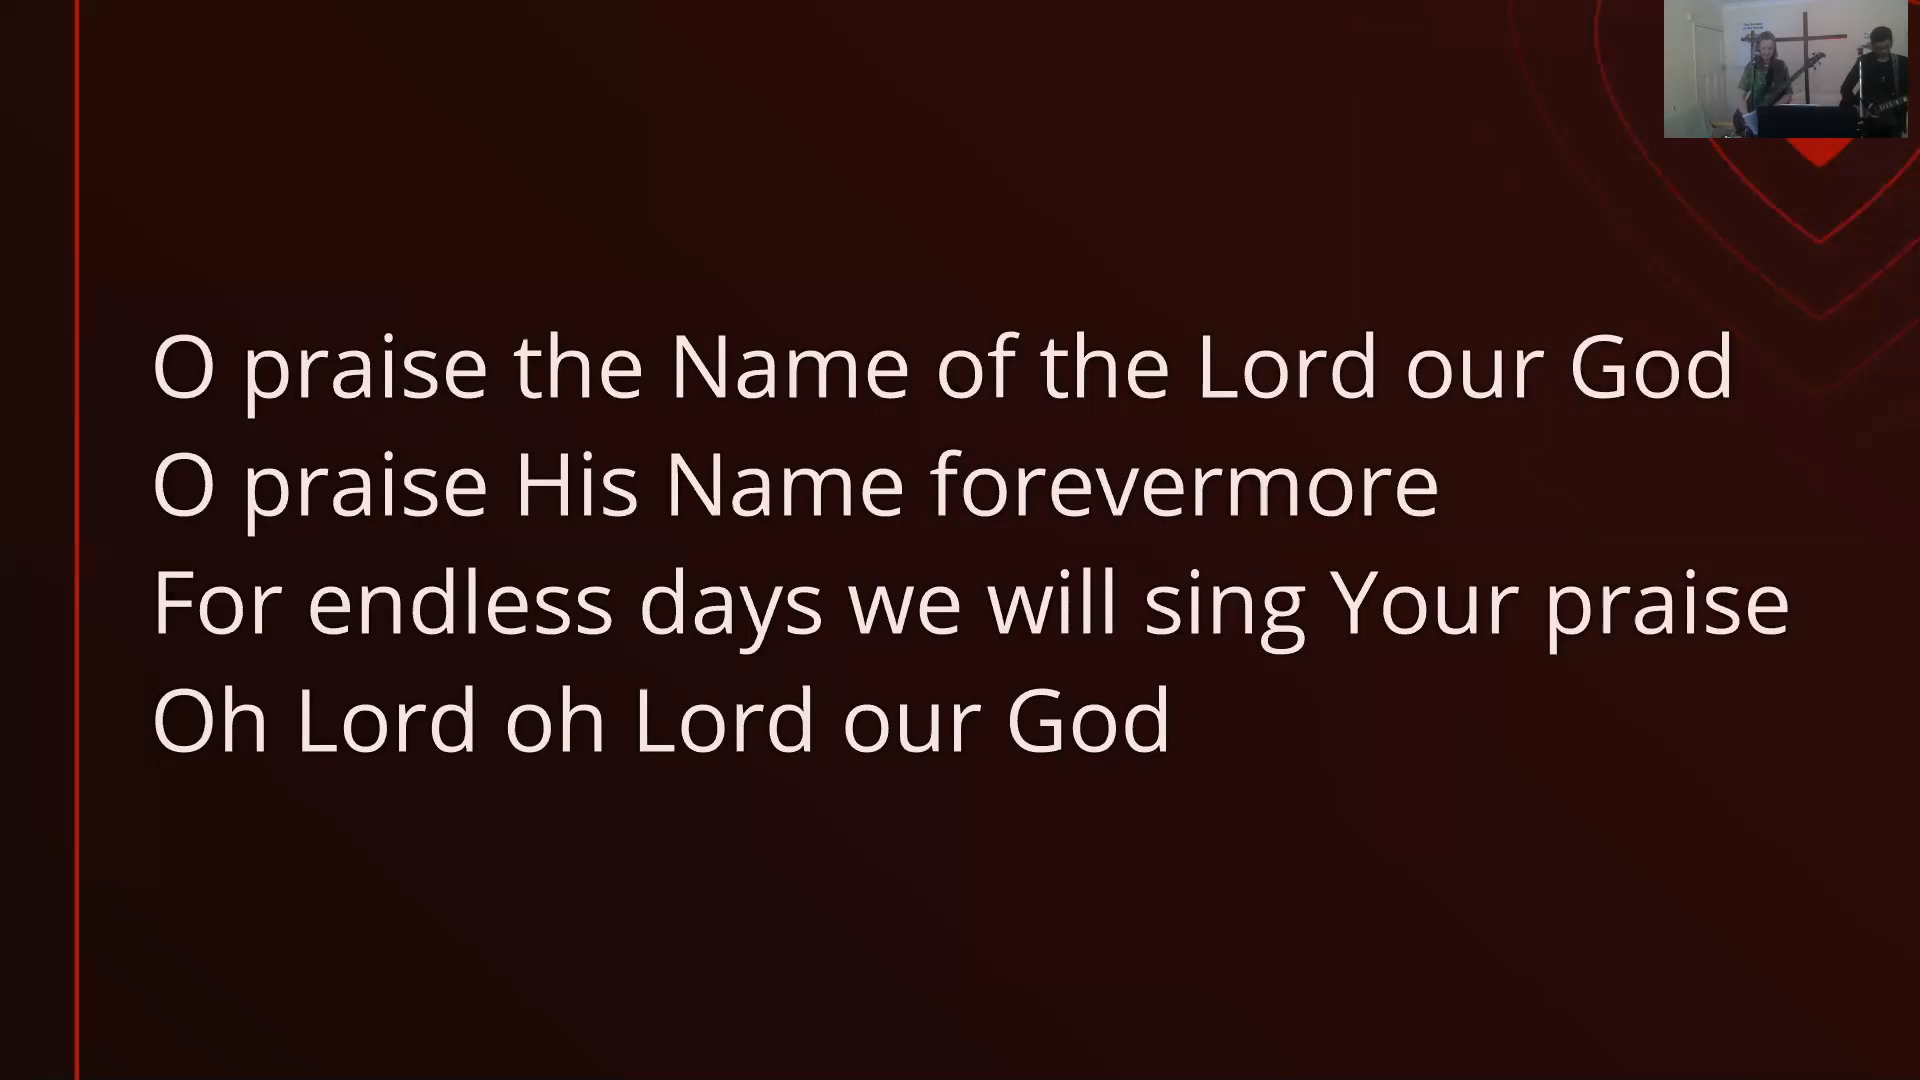 O praise the Name of the Lord our God
O praise His Name forevermore
For endless days we will sing Your praise
Oh Lord oh Lord our God